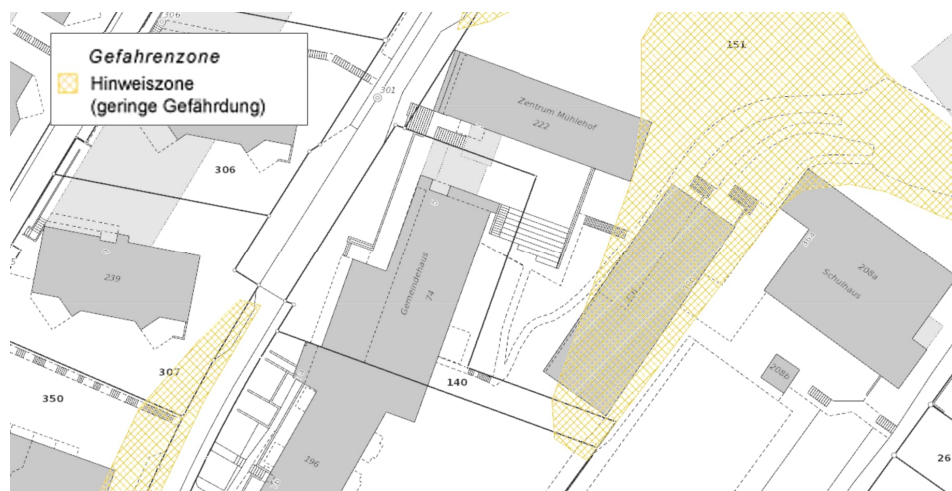 306
Gefahrenzone
Hinweiszone
(geringe Gefährdung)
301
151
Zentrum Mühlehof
222
306
Gemeindehaus
74
239
208a
Schulhaus
307
350
140
208b
196
26